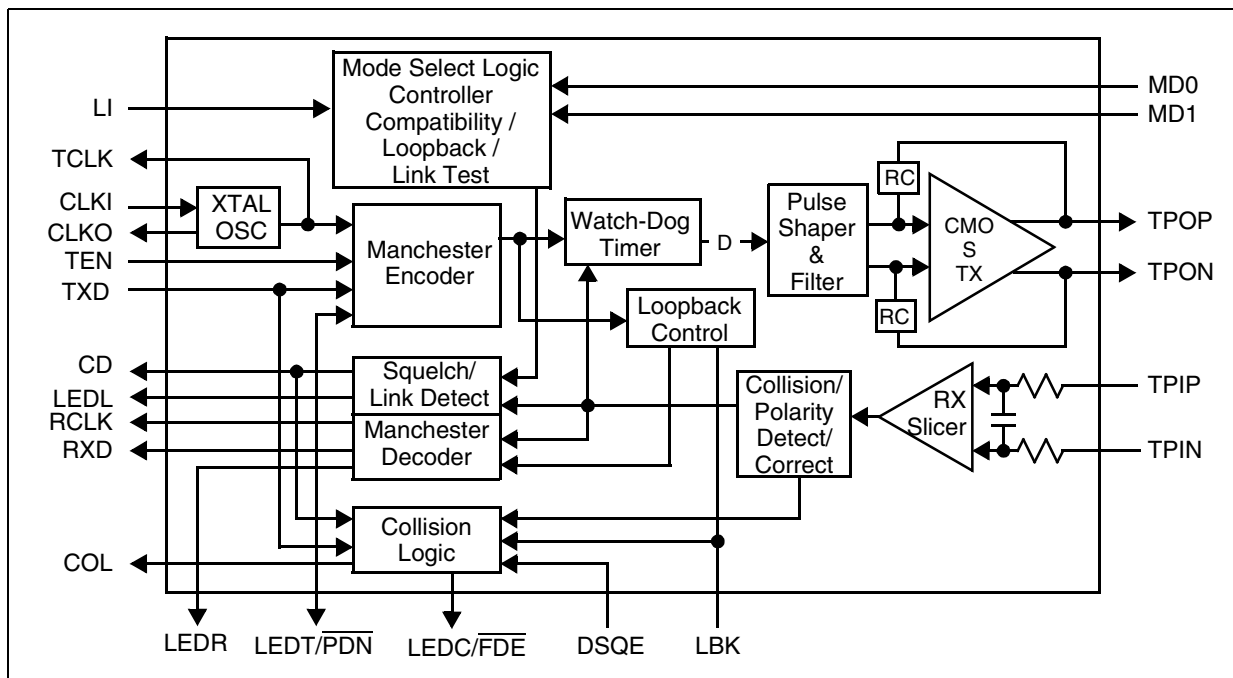 Mode Select Logic
Controller
Compatibility /
Loopback /
Link Test
LI
MD0
MD1
TCLK
CLKI
CLKO
TEN
TXD
XTAL
OSC
Manchester
Encoder
Watch-Dog
Timer
D
Pulse
Shaper
&
Filter
RC
RC
CMO
S
TX
TPOP
TPON
Loopback
Control
CD
LEDL
RCLK
RXD
Squelch/
Link Detect
Manchester
Decoder
Collision/
Polarity
Detect/
Correct
RX
Slicer
TPIP
TPIN
COL
Collision
Logic
LEDR
LEDT/PDN
LEDC/FDE
DSQE
LBK